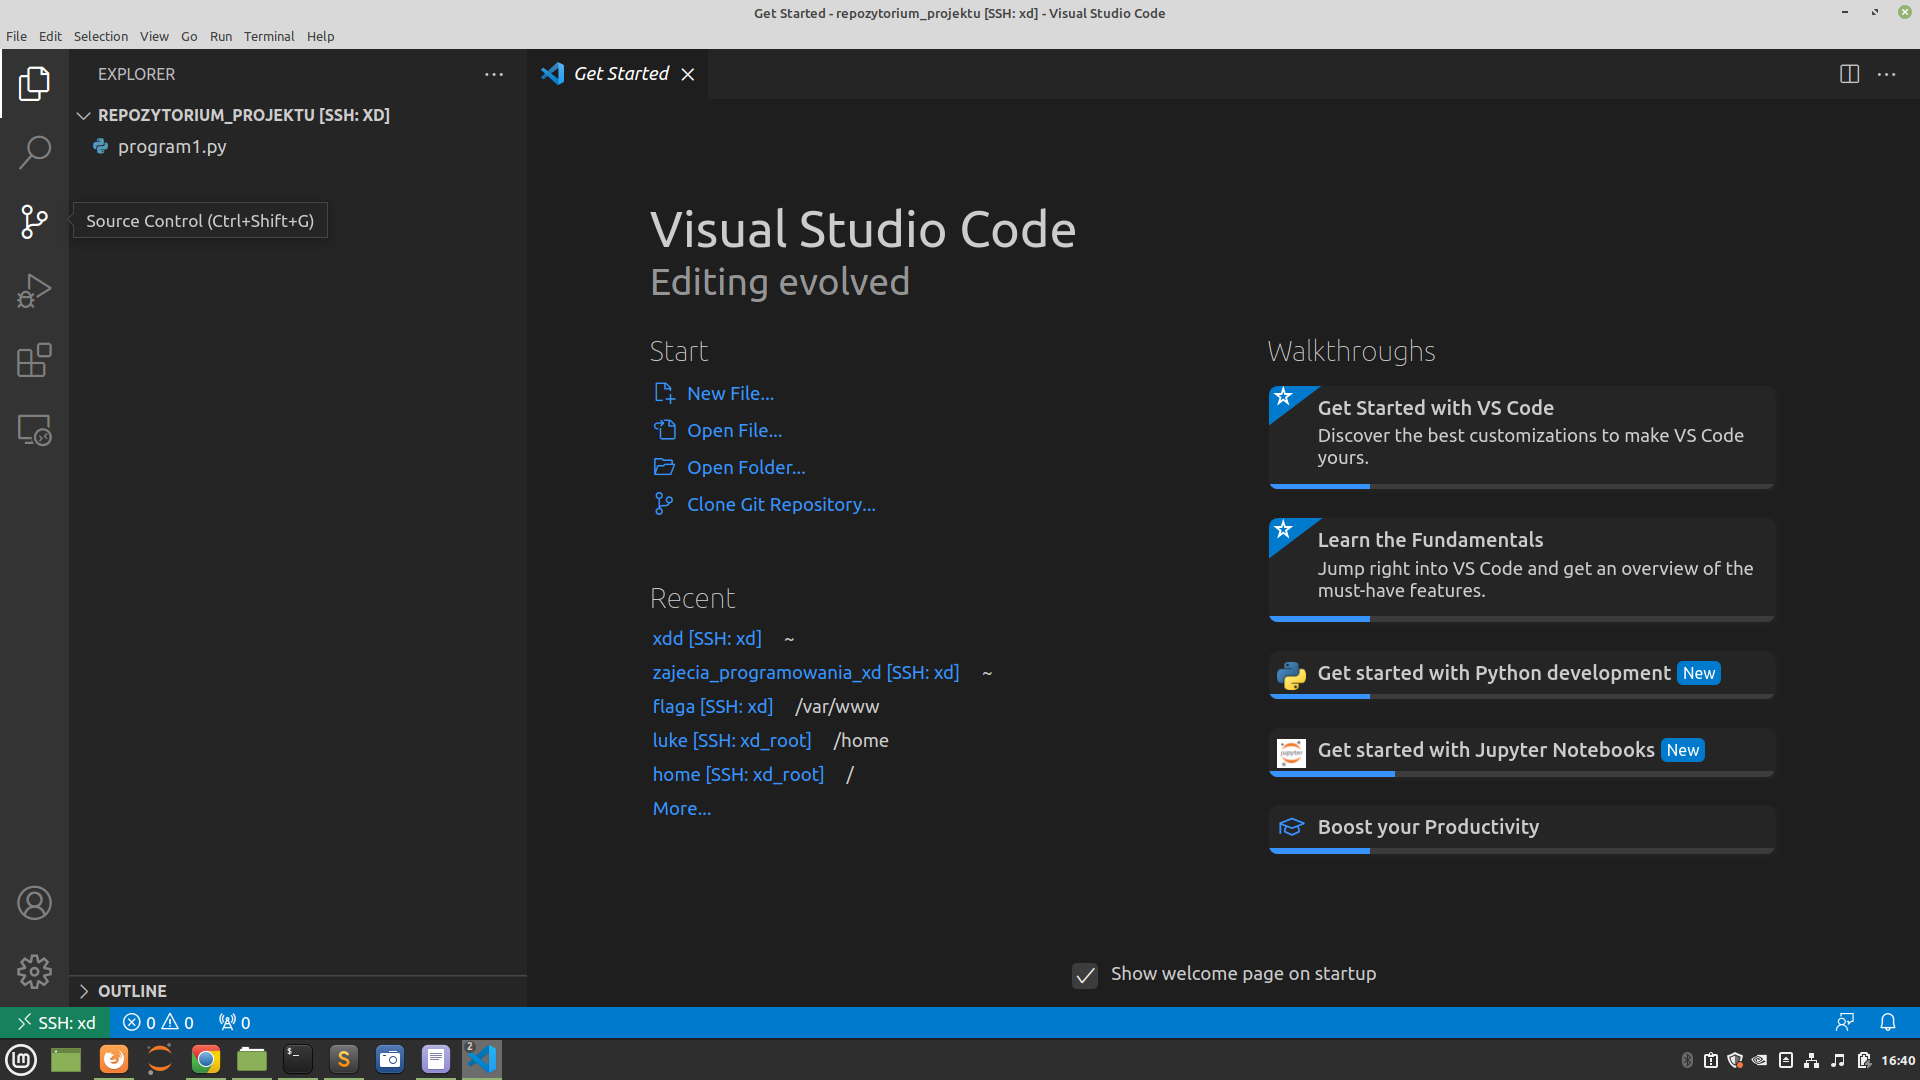 Get Started - repozytorium_projektu [SSH: xd] - Visual Studio Code
File Edit Selection View Go Run Terminal Help
EXPLORER
REPOZYTORIUM_PROJEKTU [SSH: XD]
program1.py
Source Control (Ctrl+Shift+G)
Get Started
Visual Studio Code
Editing evolved
Start
New File...
Open File...
Open Folder...
Clone Git Repository...
Recent
xdd [SSH: xd] ~
zajecia_programowania_xd [SSH: xd] ~
flaga [SSH: xd] /var/www
luke [SSH: xd_root] /home
home [SSH: xd_root] /
More...
Walkthroughs
Get Started with VS Code
Discover the best customizations to make VS Code
yours.
Learn the Fundamentals
Jump right into VS Code and get an overview of the
must-have features.
Get started with Python development New
jupyter
Get started with Jupyter Notebooks New
Boost your Productivity
Show welcome page on startup
OUTLINE
SSH: xd 0 0 0
2
16:40